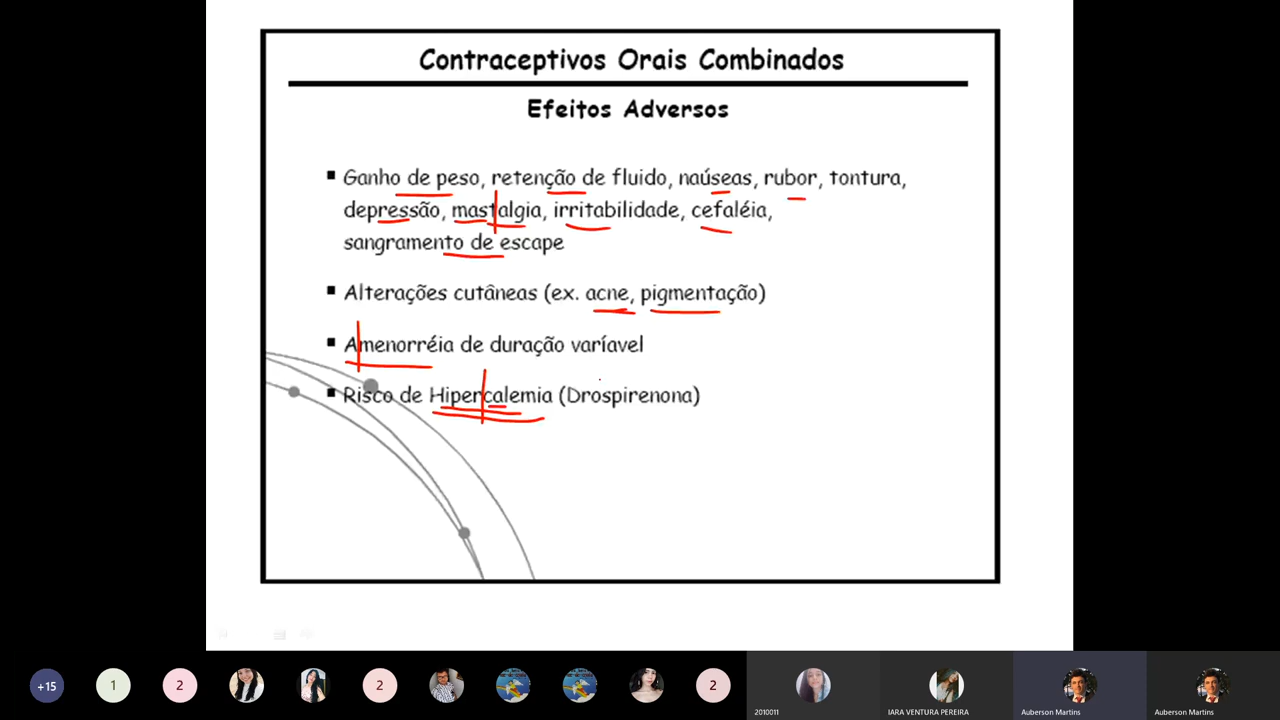 Contraceptivos Orais Combinados
Efeitos Adversos
Ganho de peso, retenção de fluido, naúseas, rubor, tontura,
depressão, mastalgia, irritabilidade, cefaléia,
sangramento de escape
Alterações cutâneas (ex. acne, pigmentação)
Amenorréia de duração varíavel
Risco de Hipercalemia (Drospirenona)
+15
1
2
2
2
2010011
IARA VENTURA PEREIRA
Auberson Martins
Auberson Martins